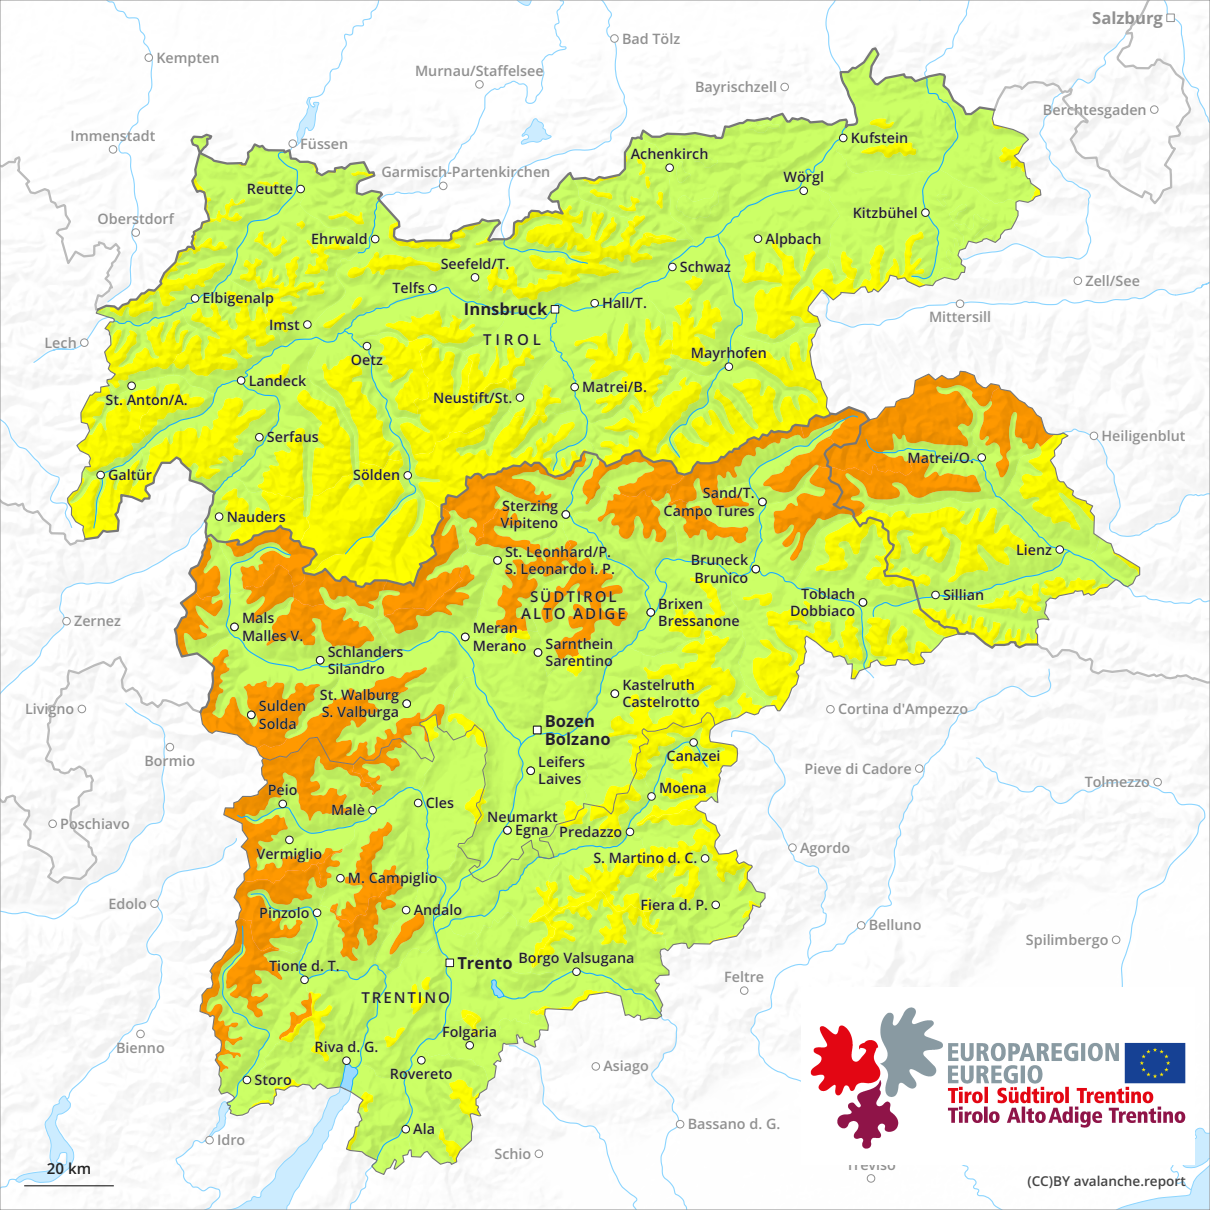 Salzburg
Bad Tölz
Kempten
Murnau/Staffelsee
Bayrischzell
Berchtesgaden
Immenstadt
Füssen
Kufstein
Achenkirch
Garmisch-Partenkirchen
Wörgl
Reutte
Oberstdorf
Kitzbühel
Ehrwald
Alpbach
Seefeld/T.
Schwaz
Zell/See
Telfs
Elbigenalp
Innsbruck
Hall/T.
Mittersill
Imst
TIROL
Lech
Oetz
Mayrhofen
Landeck
Matrei/B.
St. Anton/A.
Neustift/St.
Serfaus
Heiligenblut
Matrei/O.
Galtür
Sölden
Sand/T.
Campo Tures
Sterzing
Vipiteno
Nauders
Lienz
St. Leonhard/P.
S. Leonardo i. P.
Bruneck
Brunico
SÜDTIROL
ALTO ADIGE
Toblach
Dobbiaco
Sillian
Brixen
Bressanone
Zernez
Mals
Malles V.
Meran
Merano
Sarnthein
Sarentino
Schlanders
Silandro
Kastelruth
Castelrotto
St. Walburg
S. Valburga
Sulden
Solda
Livigno
Cortina d'Ampezzo
Bozen
Bolzano
Bormio
Canazei
Leifers
Laives
Pieve di Cadore
Tolmezzo
Peio
Moena
Malè
Cles
Neumarkt
Egna
Predazzo
Poschiavo
Vermiglio
Agordo
S. Martino d. C.
M. Campiglio
Edolo
Pinzolo
Andalo
Fiera d. P.
Belluno
Spilimbergo
Borgo Valsugana
Trento
Tione d. T.
Feltre
TRENTINO
Folgaria
Bienno
Riva d. G.
Rovereto
Asiago
Storo
EUROPAREGION
EUREGIO
Tirol Südtirol Trentino
Tirolo Alto Adige Trentino
Ala
Bassano d. G.
Idro
Schio
Treviso
20 km
(CC)BY avalanche.report